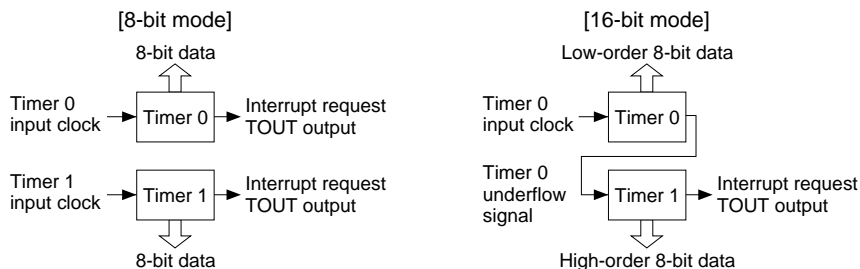 [8-bit mode]
8-bit data
Timer 0
input clock
Timer 0
Interrupt request
TOUT output
Timer 1
input clock
Timer 1
Interrupt request
TOUT output
8-bit data
[16-bit mode]
Low-order 8-bit data
Timer 0
input clock
Timer 0
Timer 0
underflow
signal
Timer 1
Interrupt request
TOUT output
High-order 8-bit data